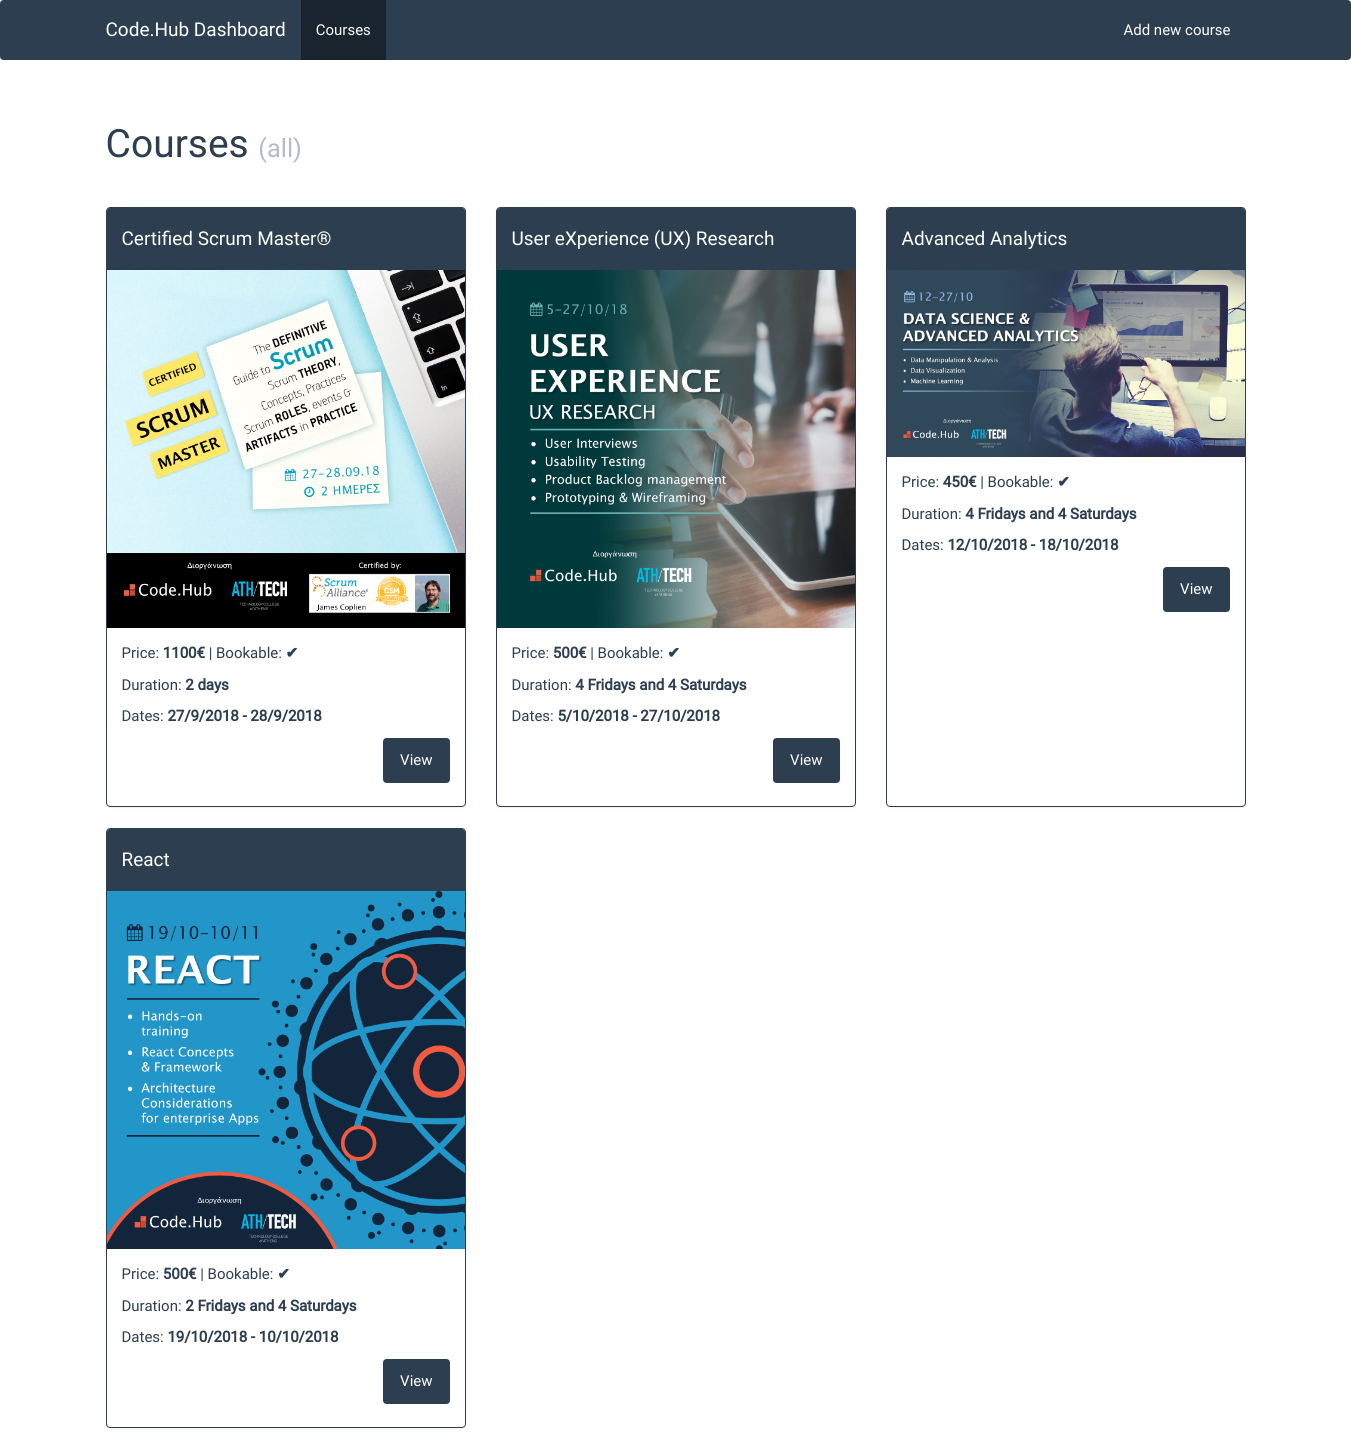 Code.Hub Dashboard
Courses
Add new course
Courses (all)
Certified Scrum Master®
CERTIFIED
SCRUM
MASTER
The DEFINITIVE
Guide to Scrum
Scrum THEORY,
Concepts, Practices
Scrum ROLES, events &
ARTIFACTS in PRACTICE
27-28.09.18
2 ΗΜΕΡΕΣ
Διοργάνωση
Code.Hub
ATH/TECH
TECHNOLOGY COLLEGE
Certified by:
Scrum
Alliance®
CSM
James Coplien
Price: 1100€ | Bookable: ✔
Duration: 2 days
Dates: 27/9/2018 - 28/9/2018
View
User eXperience (UX) Research
5-27/10/18
USER
EXPERIENCE
UX RESEARCH
• User Interviews
• Usability Testing
• Product Backlog management
• Prototyping & Wireframing
Διοργάνωση
Code.Hub
ATH/TECH
TECHNOLOGY COLLEGE
Price: 500€ | Bookable: ✔
Duration: 4 Fridays and 4 Saturdays
Dates: 5/10/2018 - 27/10/2018
View
Advanced Analytics
12-27/10
DATA SCIENCE &
ADVANCED ANALYTICS
• Data Manipulation & Analysis
• Data Visualization
• Machine Learning
Διοργάνωση
Code.Hub
ATH/TECH
Price: 450€ | Bookable: ✔
Duration: 4 Fridays and 4 Saturdays
Dates: 12/10/2018 - 18/10/2018
View
React
19/10-10/11
REACT
• Hands-on
training
• React Concepts
& Framework
• Architecture
Considerations
for enterprise Apps
Διοργάνωση
Code.Hub
ATH/TECH
TECHNOLOGY COLLEGE
Price: 500€ | Bookable: ✔
Duration: 2 Fridays and 4 Saturdays
Dates: 19/10/2018 - 10/10/2018
View